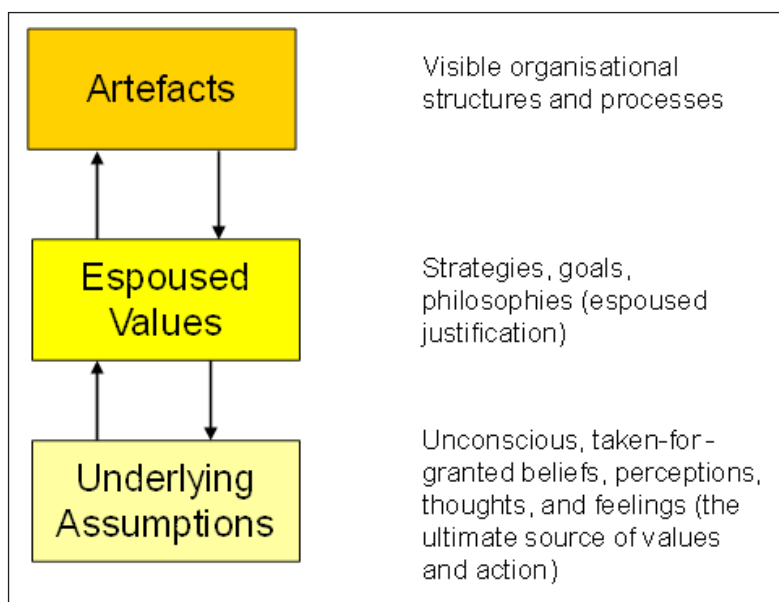 Artefacts
Visible organisational
structures and processes
Espoused
Values
Strategies, goals,
philosophies (espoused
justification)
Underlying
Assumptions
Unconscious, taken-for-
granted beliefs, perceptions,
thoughts, and feelings (the
ultimate source of values
and action)